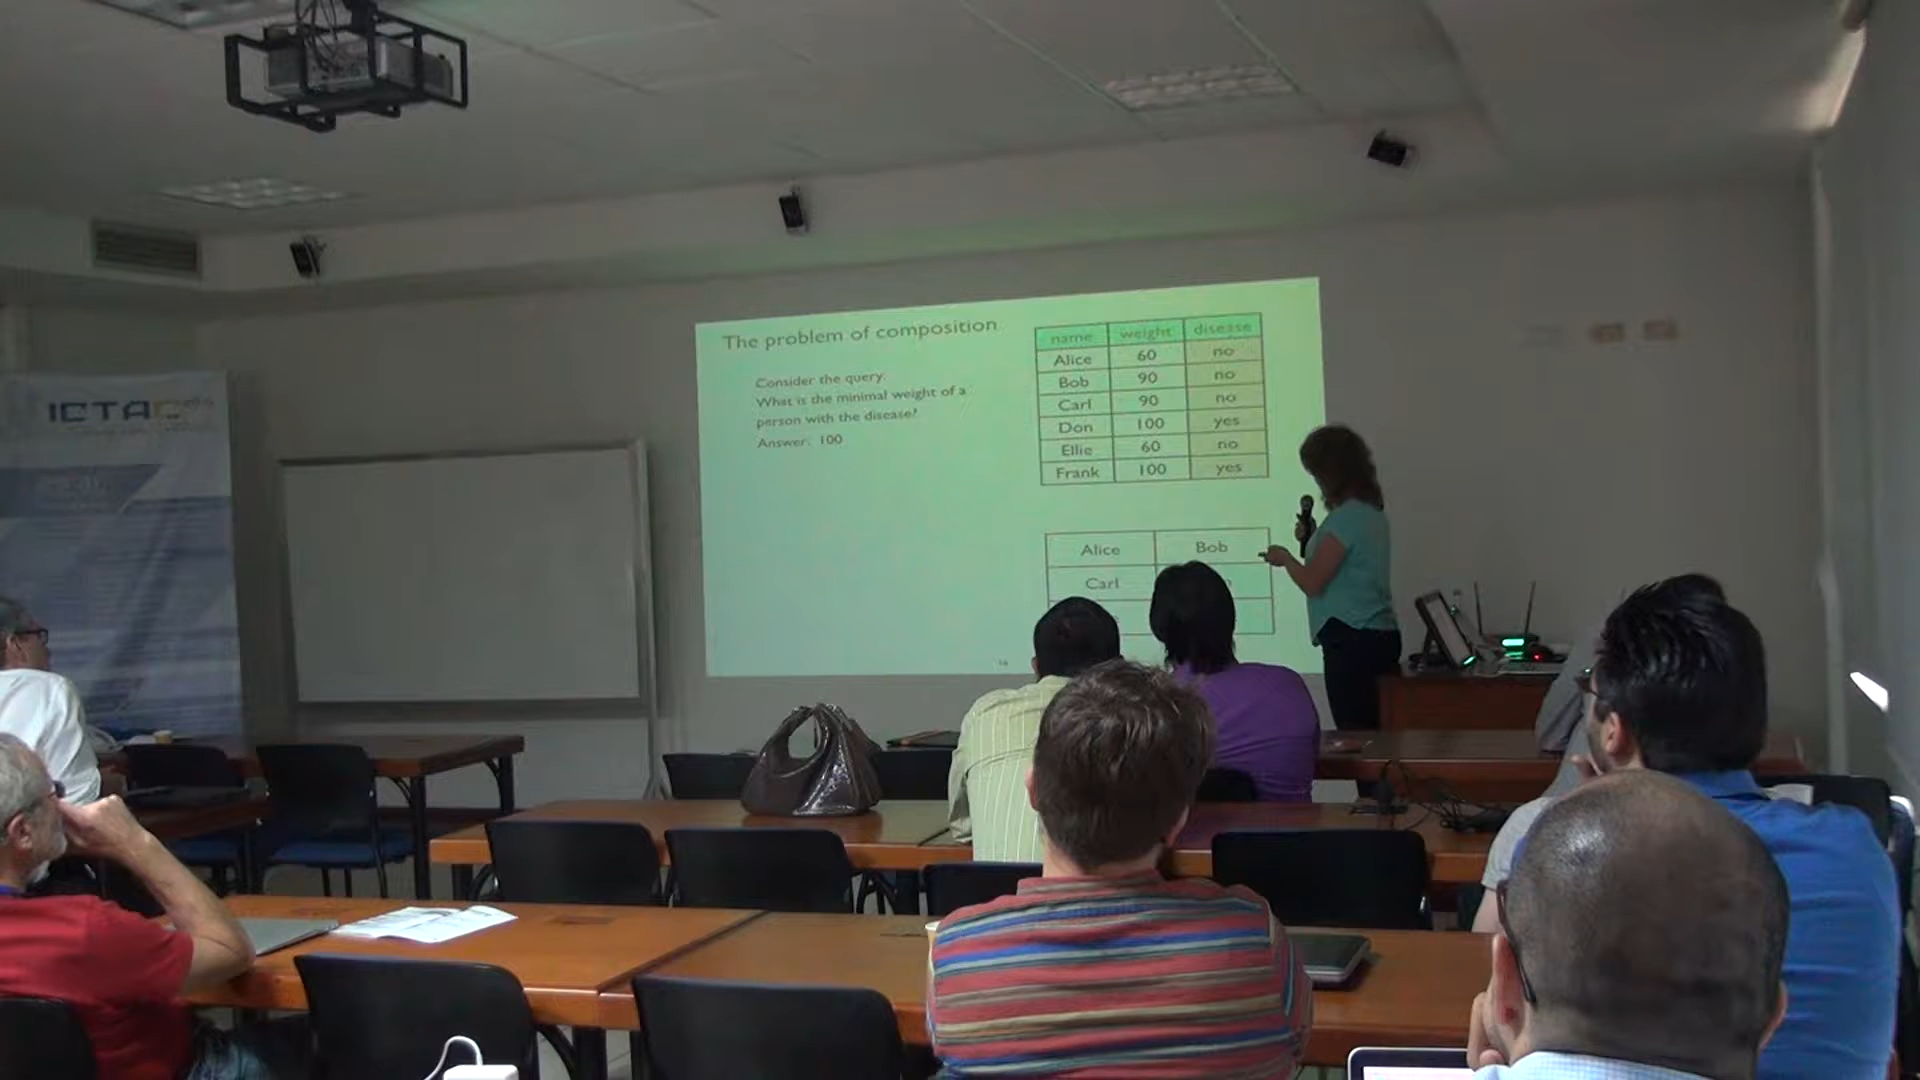 The problem of composition
Consider the query:
What is the minimal weight of a
person with the disease?
Answer: 100
name weight disease
Alice 60 no
Bob 90 no
Carl 90 no
Don 100 yes
Ellie 60 no
Frank 100 yes
Alice Bob
Carl
ICTAC